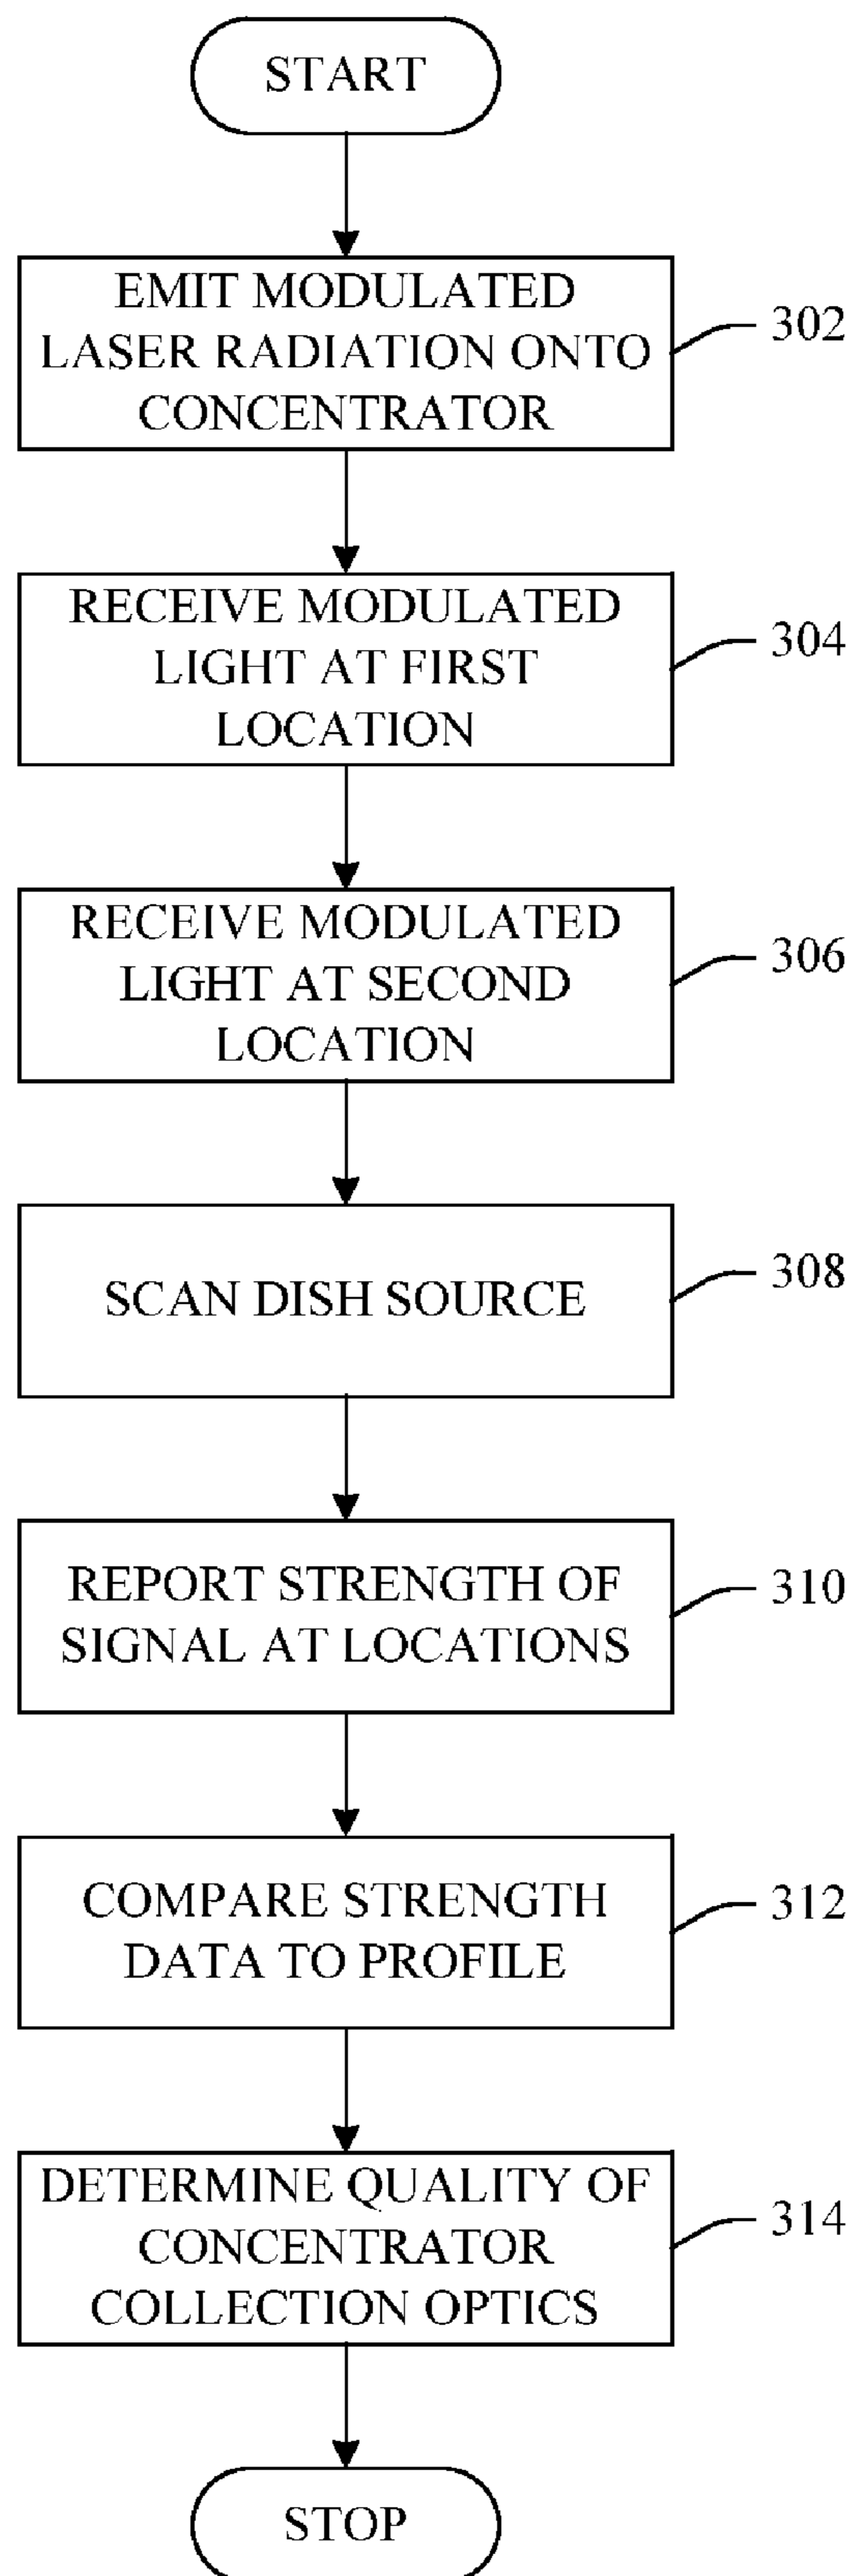 START
EMIT MODULATED
LASER RADIATION ONTO
CONCENTRATOR
302
RECEIVE MODULATED
LIGHT AT FIRST
LOCATION
304
RECEIVE MODULATED
LIGHT AT SECOND
LOCATION
306
SCAN DISH SOURCE
308
REPORT STRENGTH OF
SIGNAL AT LOCATIONS
310
COMPARE STRENGTH
DATA TO PROFILE
312
DETERMINE QUALITY OF
CONCENTRATOR
COLLECTION OPTICS
314
STOP